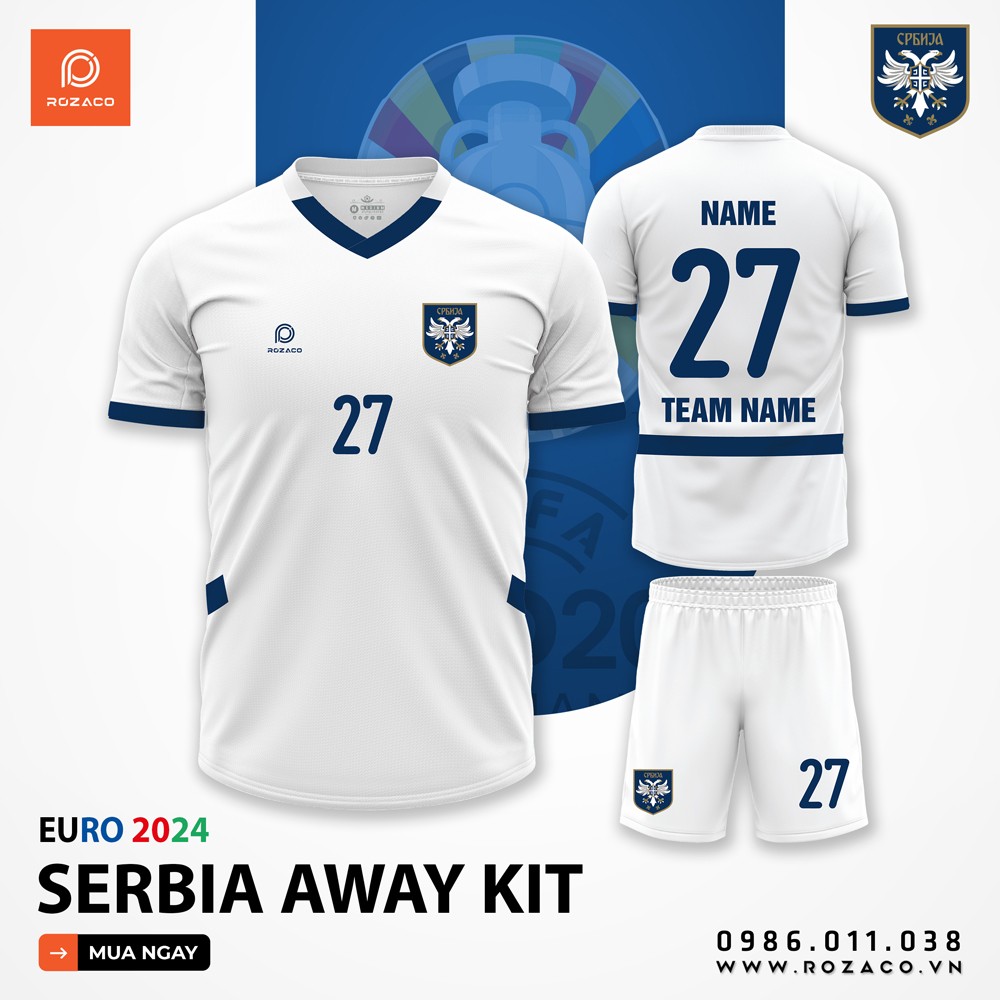 ROZACO
СРБИЈА
NAME
27
TEAM NAME
СРБИЈА
ROZACO
27
FA
СРБИЈА
27
EURO 2024
SERBIA AWAY KIT
MUA NGAY
0986.011.038
WWW.ROZACO.VN